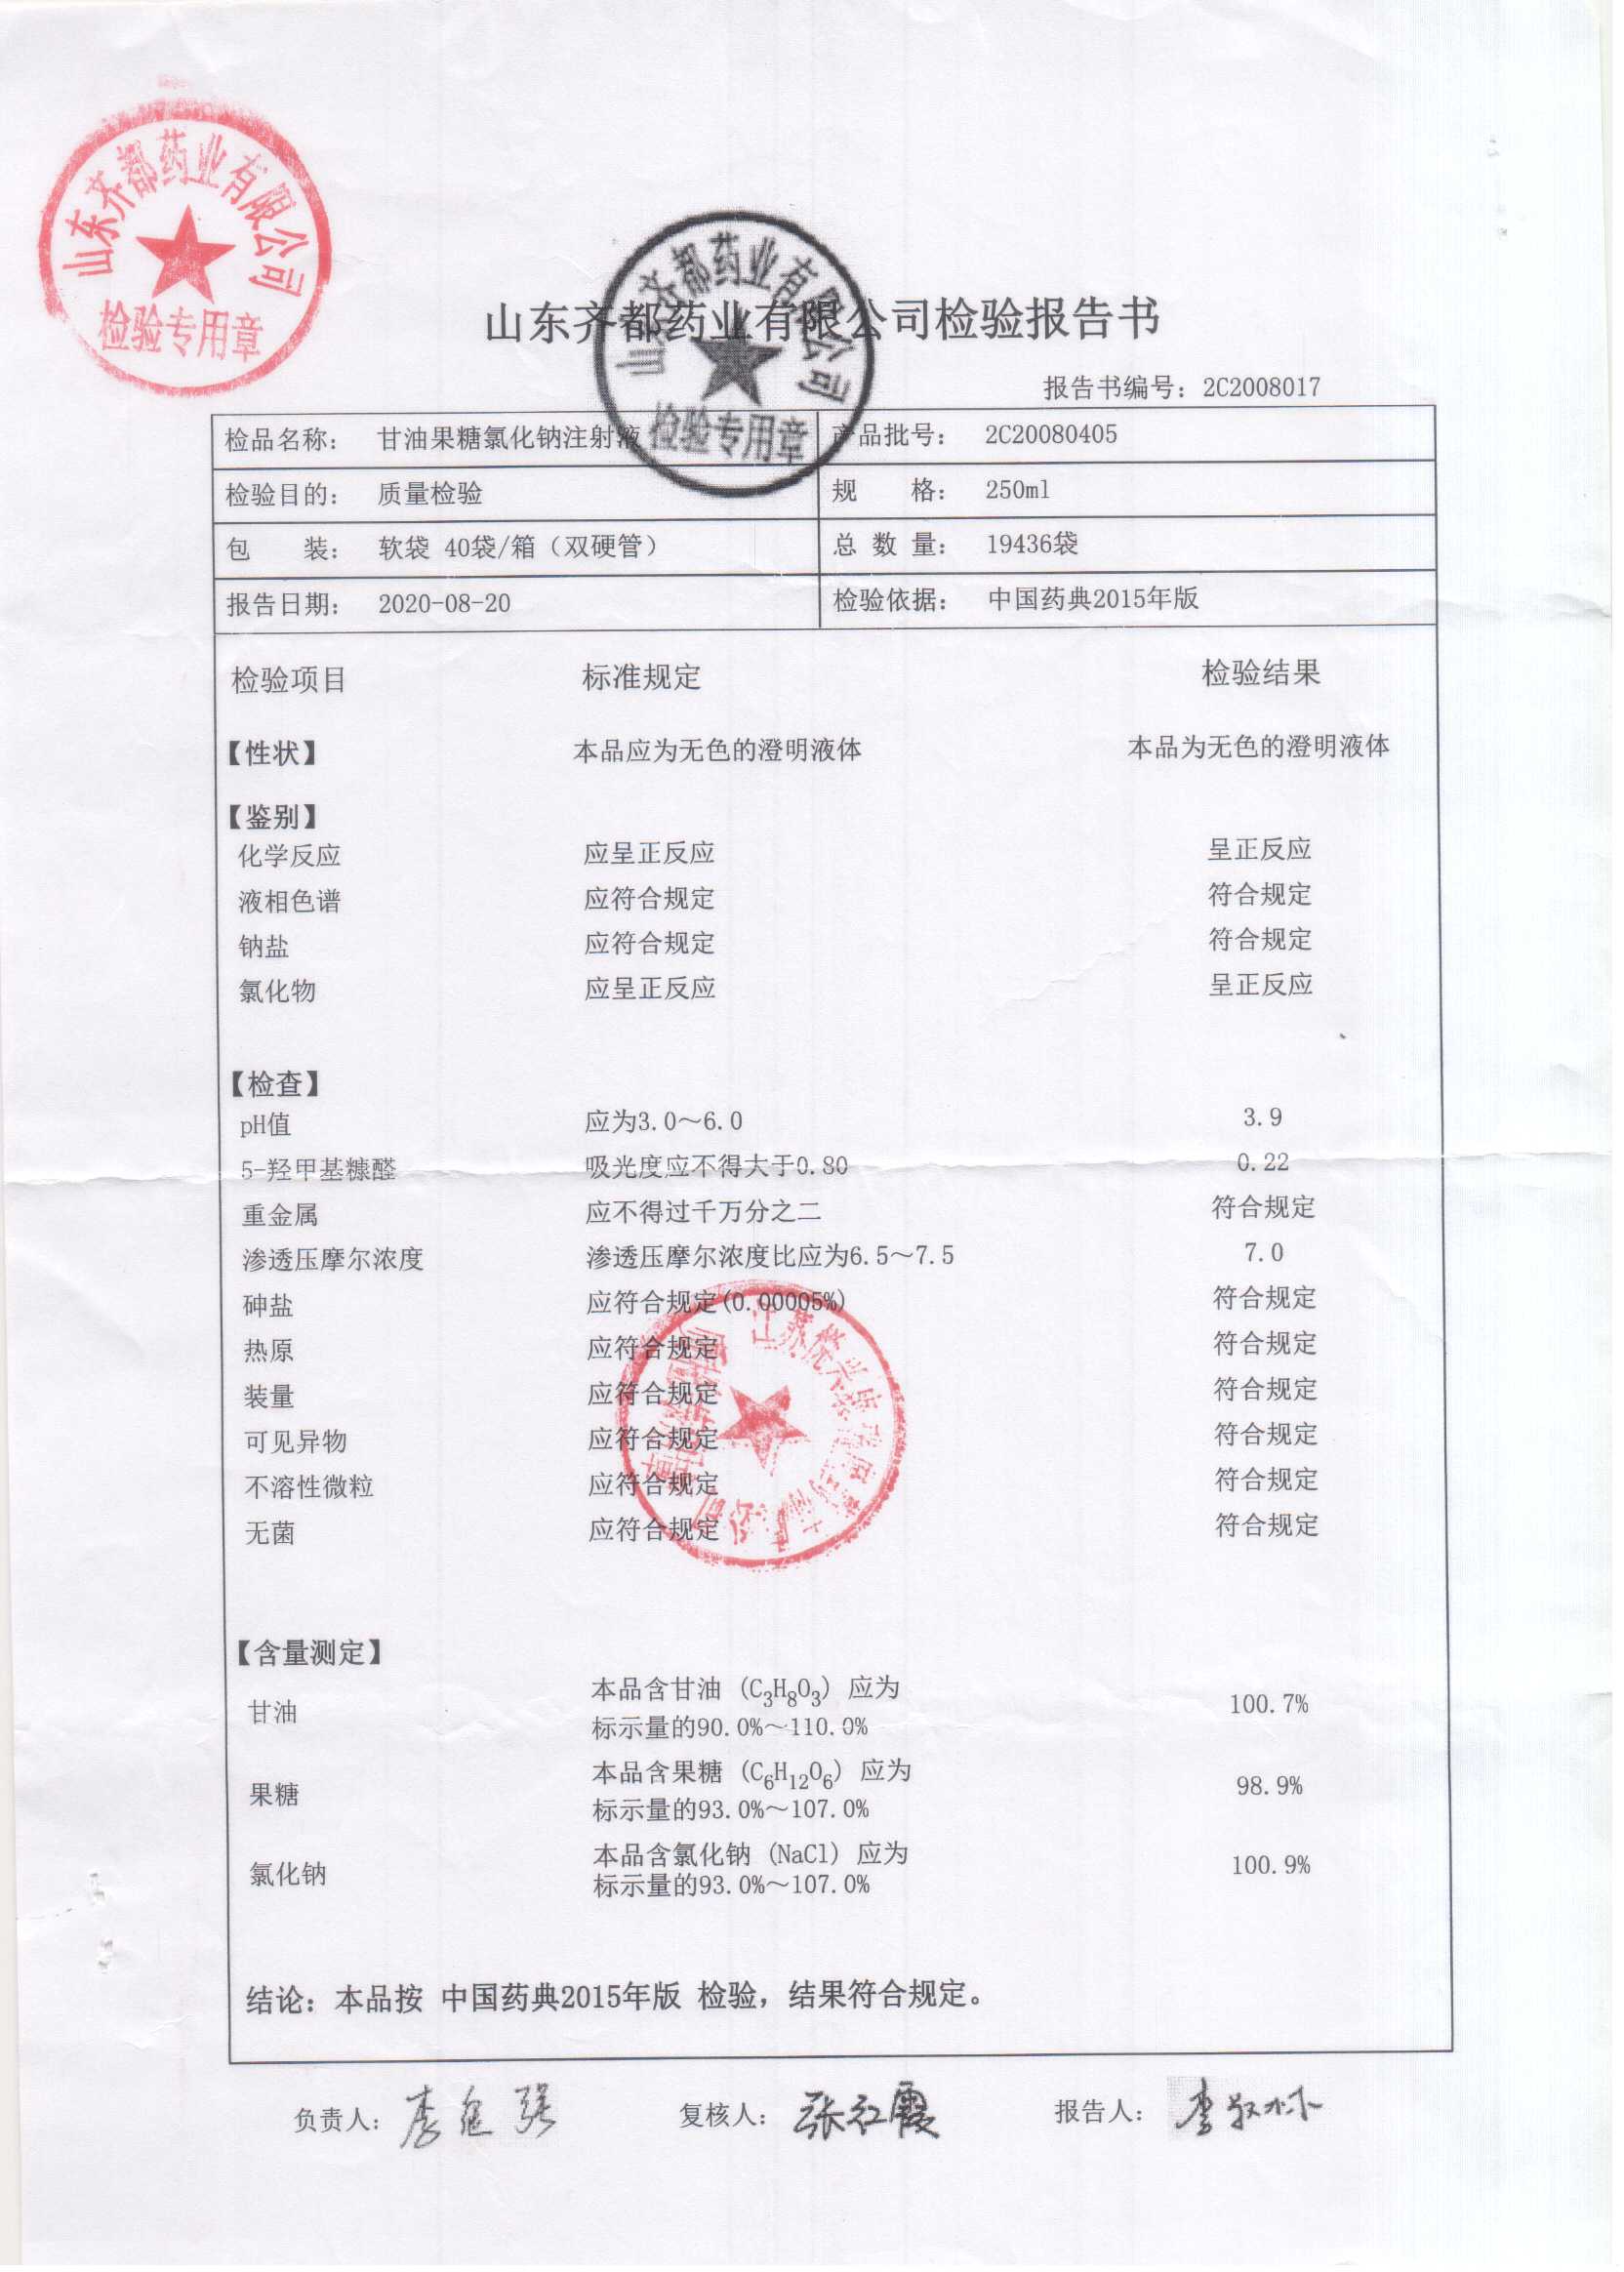 山东齐都药业有限公司
检验专用章
山东齐都药业有限公司
检验专用章
山东齐都药业有限公司检验报告书
报告书编号：2C2008017
检品名称： 甘油果糖氯化钠注射液 产品批号： 2C20080405
检验目的： 质量检验 规 格： 250ml
包 装： 软袋 40袋/箱（双硬管） 总 数 量： 19436袋
报告日期： 2020-08-20 检验依据： 中国药典2015年版
检验项目 标准规定 检验结果
【性状】 本品应为无色的澄明液体 本品为无色的澄明液体
【鉴别】
化学反应 应呈正反应 呈正反应
液相色谱 应符合规定 符合规定
钠盐 应符合规定 符合规定
氯化物 应呈正反应 呈正反应
【检查】
pH值 应为3.0～6.0 3.9
5-羟甲基糠醛 吸光度应不得大于0.80 0.22
重金属 应不得过千万分之二 符合规定
渗透压摩尔浓度 渗透压摩尔浓度比应为6.5～7.5 7.0
砷盐 应符合规定(0.00005%) 符合规定
热原 应符合规定 符合规定
装量 应符合规定 符合规定
可见异物 应符合规定 符合规定
不溶性微粒 应符合规定 符合规定
无菌 应符合规定 符合规定
【含量测定】
甘油 本品含甘油 (C3H8O3) 应为 100.7%
标示量的90.0%～110.0%
果糖 本品含果糖 (C6H12O6) 应为 98.9%
标示量的93.0%～107.0%
氯化钠 本品含氯化钠 (NaCl) 应为 100.9%
标示量的93.0%～107.0%
结论：本品按 中国药典2015年版 检验，结果符合规定。
负责人： 复核人：张红霞 报告人：